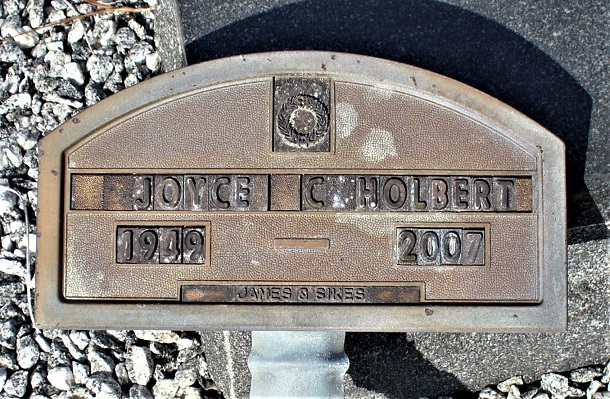 JOYCE C HOLBERT
1949 2007
JAMES & SIKES